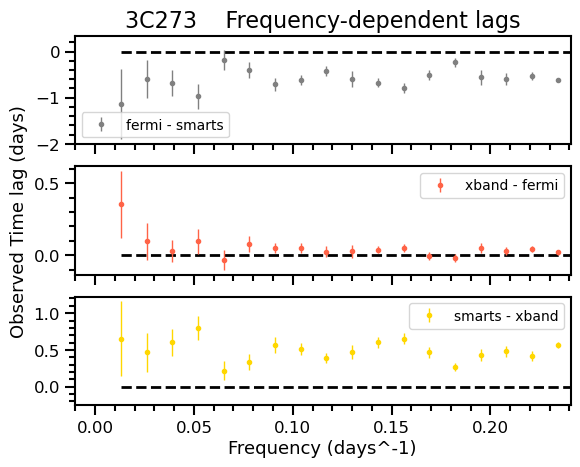 3C273    Frequency-dependent lags
0
−1
−2
fermi - smarts
0.5
0.0
xband - fermi
Observed Time lag (days)
1.0
0.5
0.0
smarts - xband
0.00 0.05 0.10 0.15 0.20
Frequency (days^-1)